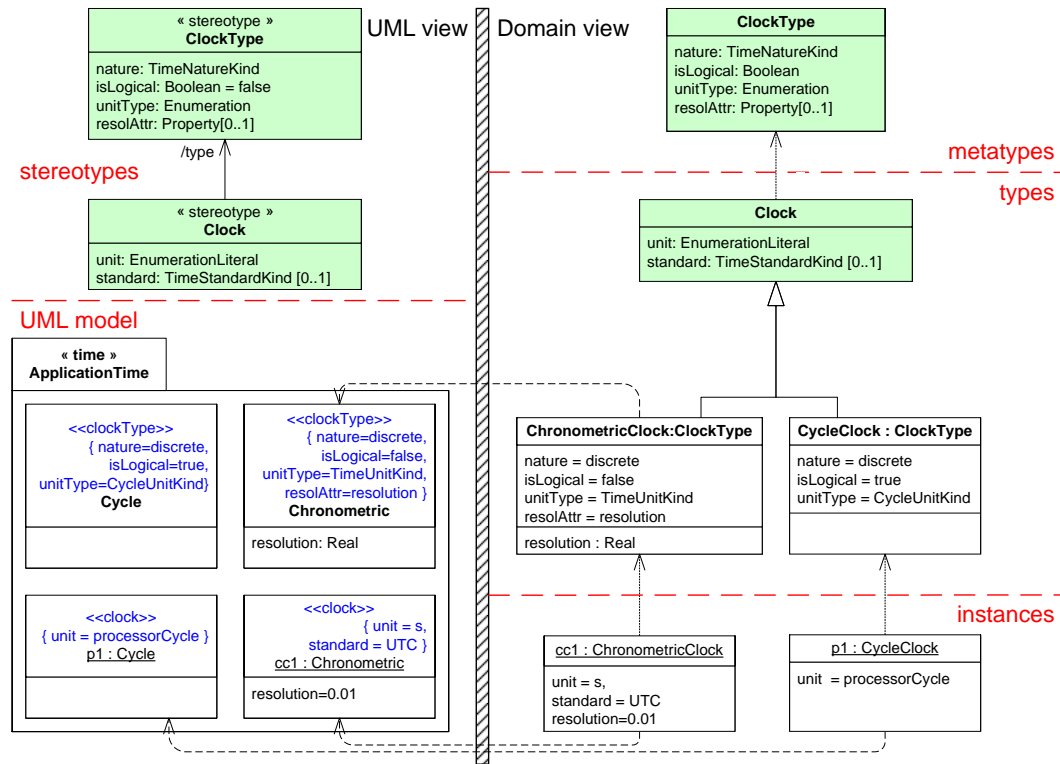 UML view
« stereotype »
ClockType
nature: TimeNatureKind
isLogical: Boolean = false
unitType: Enumeration
resolAttr: Property[0..1]
/type
stereotypes
« stereotype »
Clock
unit: EnumerationLiteral
standard: TimeStandardKind [0..1]
UML model
« time »
ApplicationTime
<<clockType>>
{ nature=discrete,
isLogical=true,
unitType=CycleUnitKind}
Cycle
<<clockType>>
{ nature=discrete,
isLogical=false,
unitType=TimeUnitKind,
resolAttr=resolution }
Chronometric
resolution: Real
<<clock>>
{ unit = processorCycle }
p1 : Cycle
<<clock>>
{ unit = s,
standard = UTC }
cc1 : Chronometric
resolution=0.01
Domain view
ClockType
nature: TimeNatureKind
isLogical: Boolean
unitType: Enumeration
resolAttr: Property[0..1]
metatypes
types
Clock
unit: EnumerationLiteral
standard: TimeStandardKind [0..1]
ChronometricClock:ClockType
nature = discrete
isLogical = false
unitType = TimeUnitKind
resolAttr = resolution
resolution : Real
CycleClock : ClockType
nature = discrete
isLogical = true
unitType = CycleUnitKind
instances
cc1 : ChronometricClock
unit = s,
standard = UTC
resolution=0.01
p1 : CycleClock
unit = processorCycle